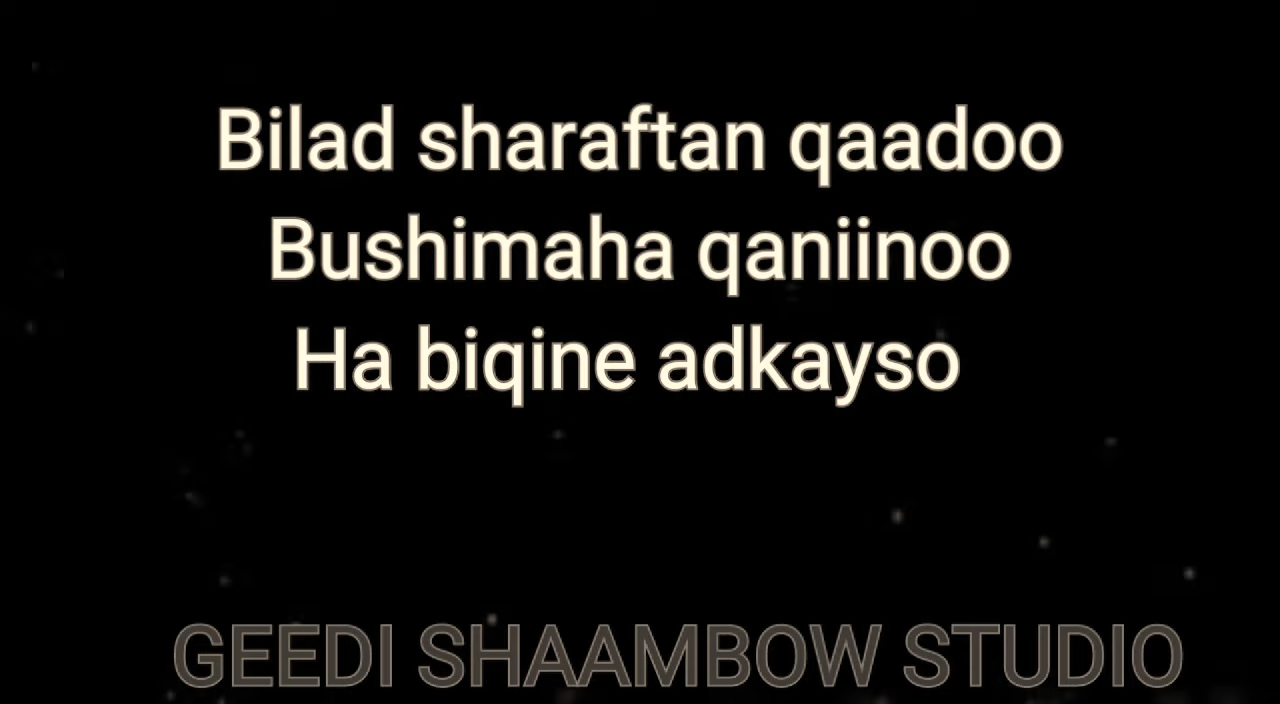 Bilad sharaftan qaadoo
Bushimaha qaniinoo
Ha biqine adkayso
GEEDI SHAAMBOW STUDIO